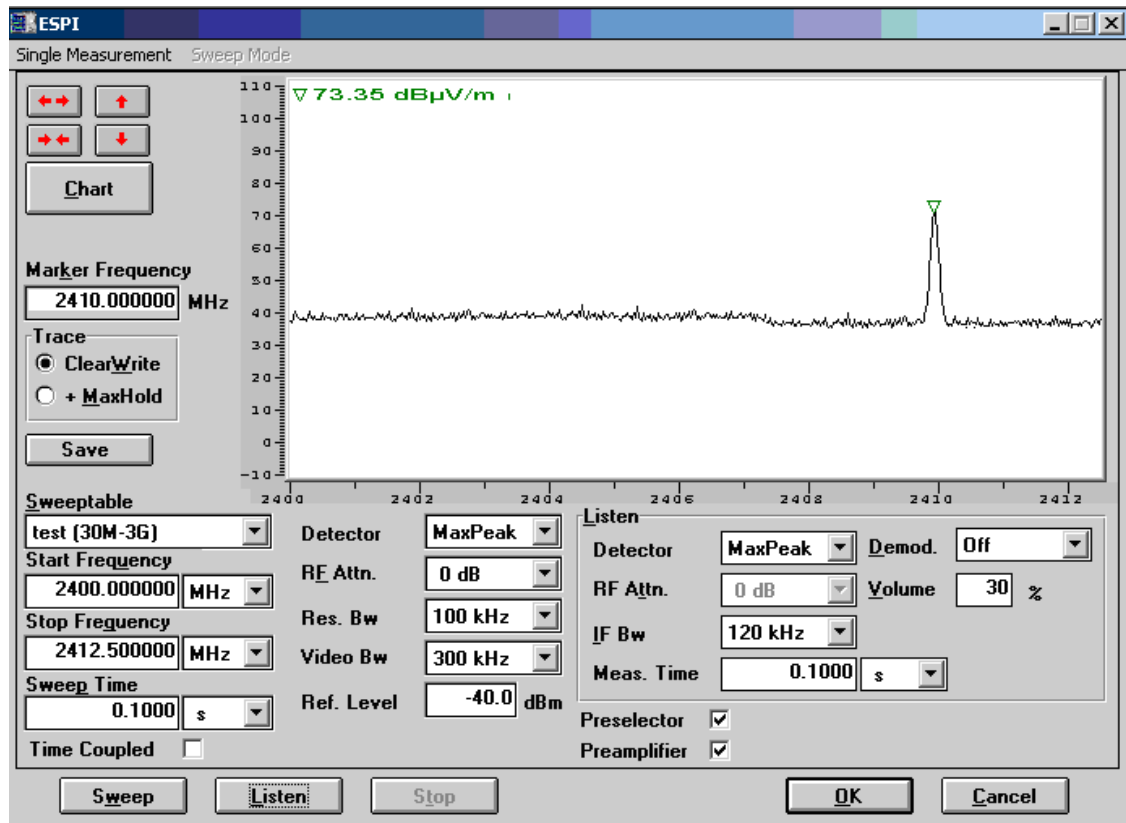 ESPI
Single Measurement Sweep Mode
Chart
Marker Frequency
2410.000000 MHz
Trace
ClearWrite
+ MaxHold
Save
73.35 dBµV/m
110
100
90
80
70
60
50
40
30
20
10
0
-10
2400 2402 2404 2406 2408 2410 2412
Sweeptable
test (30M-3G)
Start Frequency
2400.000000 MHz
Stop Frequency
2412.500000 MHz
Sweep Time
0.1000 s
Time Coupled
Detector MaxPeak
RF Attn. 0 dB
Res. Bw 100 kHz
Video Bw 300 kHz
Ref. Level -40.0 dBm
Listen
Detector MaxPeak Demod. Off
RF Attn. 0 dB Volume 30 %
IF Bw 120 kHz
Meas. Time 0.1000 s
Preselector
Preamplifier
Sweep Listen Stop OK Cancel